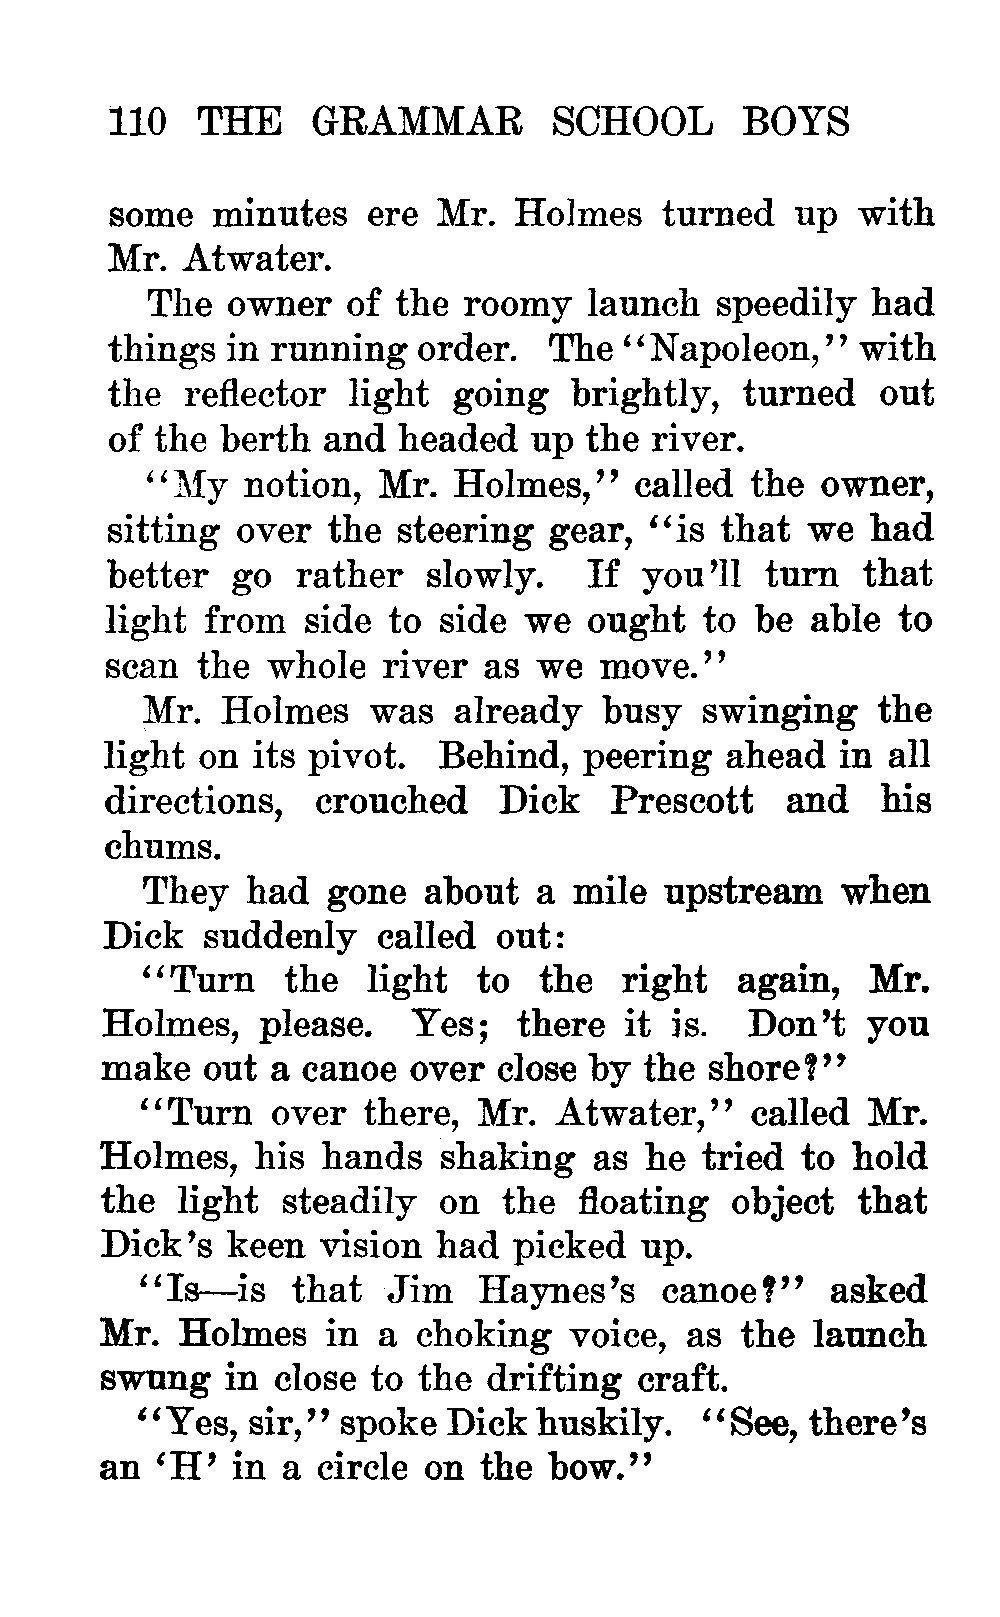 110 THE GRAMMAR SCHOOL BOYS
some minutes ere Mr. Holmes turned up with
Mr. Atwater.
The owner of the roomy launch speedily had
things in running order. The “Napoleon,” with
the reflector light going brightly, turned out
of the berth and headed up the river.
“My notion, Mr. Holmes,” called the owner,
sitting over the steering gear, “is that we had
better go rather slowly. If you’ll turn that
light from side to side we ought to be able to
scan the whole river as we move.”
Mr. Holmes was already busy swinging the
light on its pivot. Behind, peering ahead in all
directions, crouched Dick Prescott and his
chums.
They had gone about a mile upstream when
Dick suddenly called out:
“Turn the light to the right again, Mr.
Holmes, please. Yes; there it is. Don’t you
make out a canoe over close by the shore?”
“Turn over there, Mr. Atwater,” called Mr.
Holmes, his hands shaking as he tried to hold
the light steadily on the floating object that
Dick’s keen vision had picked up.
“Is—is that Jim Haynes’s canoe?” asked
Mr. Holmes in a choking voice, as the launch
swung in close to the drifting craft.
“Yes, sir,” spoke Dick huskily. “See, there’s
an ‘H’ in a circle on the bow.”